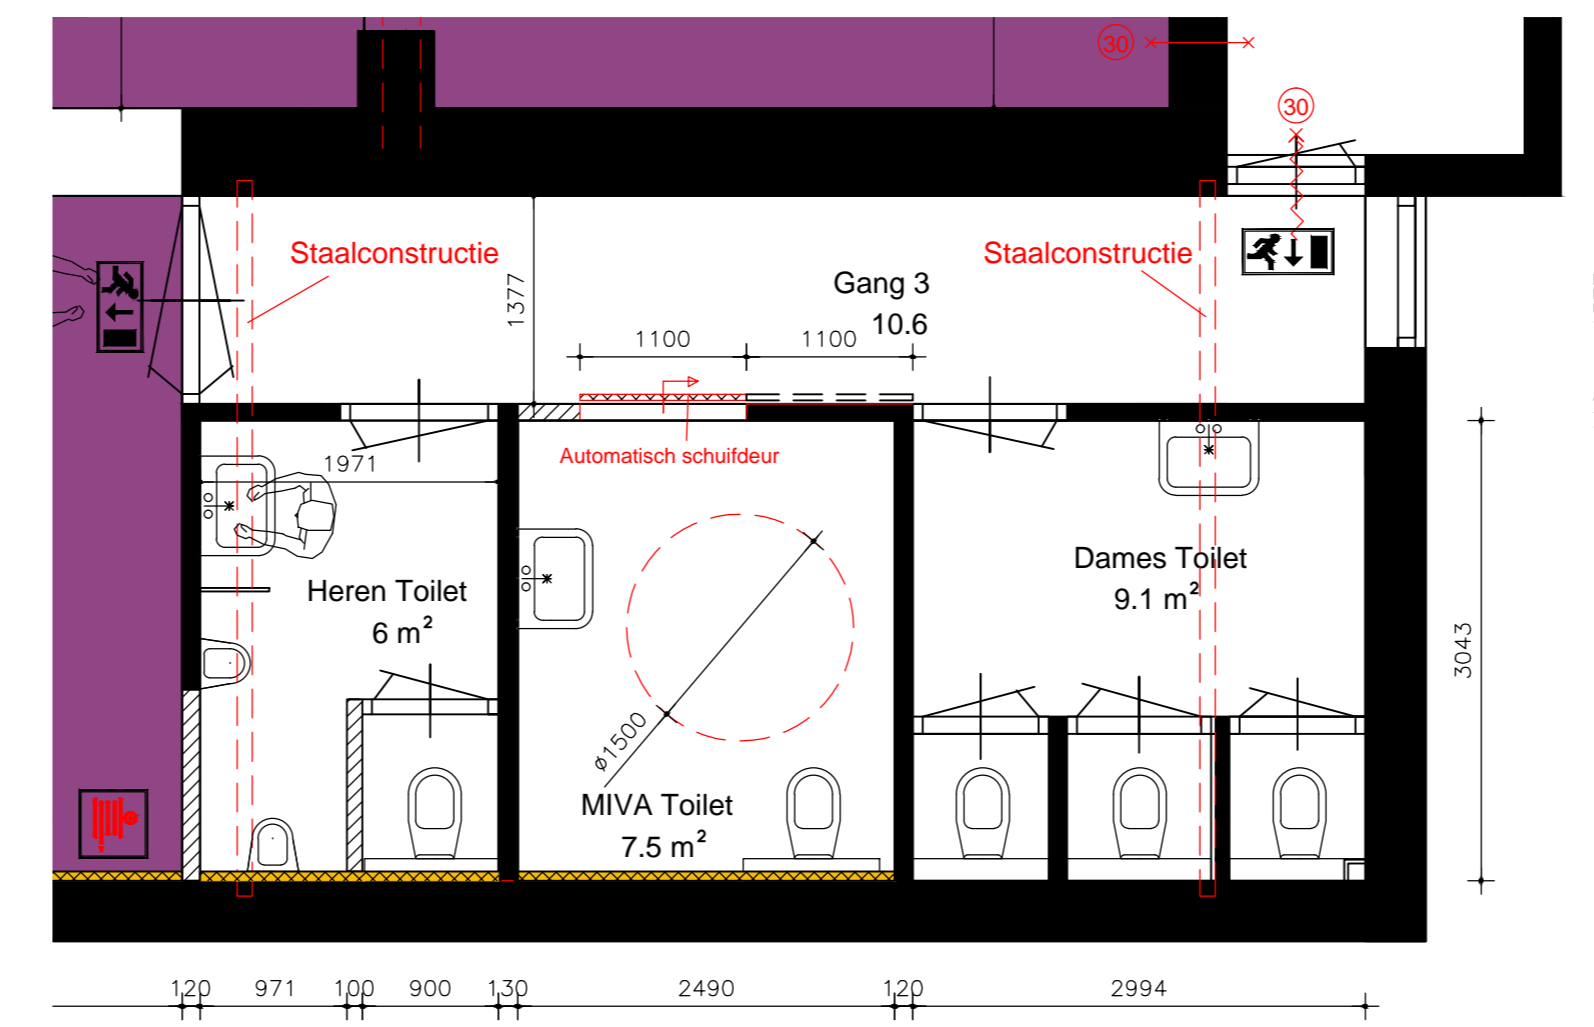 30
30
Staalconstructie
Staalconstructie
Gang 3
10.6
1377
1100
1100
Automatisch schuifdeur
1971
Heren Toilet
6 m²
Dames Toilet
9.1 m²
3043
ø1500
MIVA Toilet
7.5 m²
120
971
100
900
130
2490
120
2994